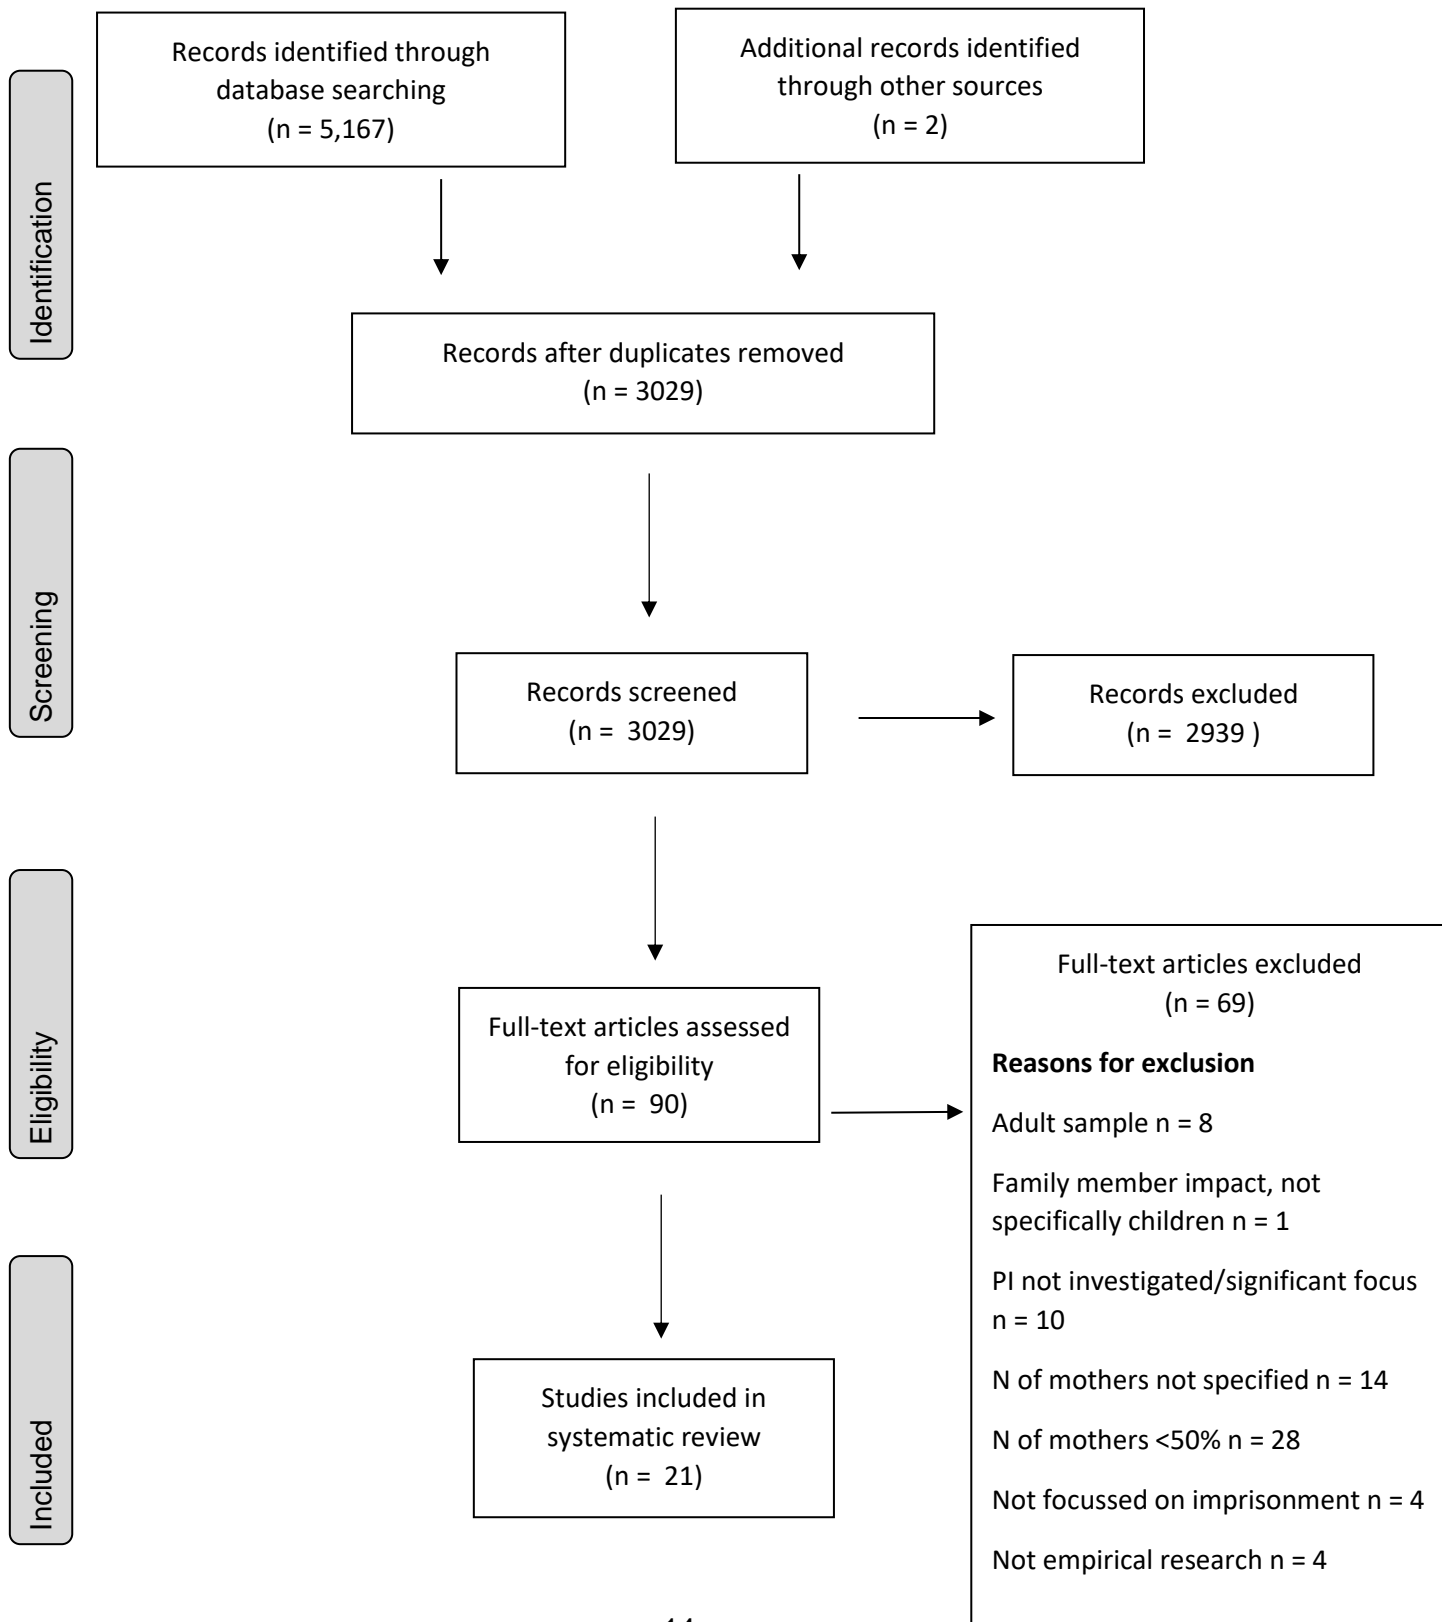 Records identified through
database searching
(n = 5,167)
Additional records identified
through other sources
(n = 2)
Identification
Records after duplicates removed
(n = 3029)
Screening
Records screened
(n =  3029)
Records excluded
(n =  2939 )
Eligibility
Full-text articles assessed
for eligibility
(n =  90)
Full-text articles excluded
(n = 69)
Reasons for exclusion
Adult sample n = 8
Family member impact, not
specifically children n = 1
PI not investigated/significant focus
n = 10
N of mothers not specified n = 14
N of mothers <50% n = 28
Not focussed on imprisonment n = 4
Not empirical research n = 4
Included
Studies included in
systematic review
(n =  21)